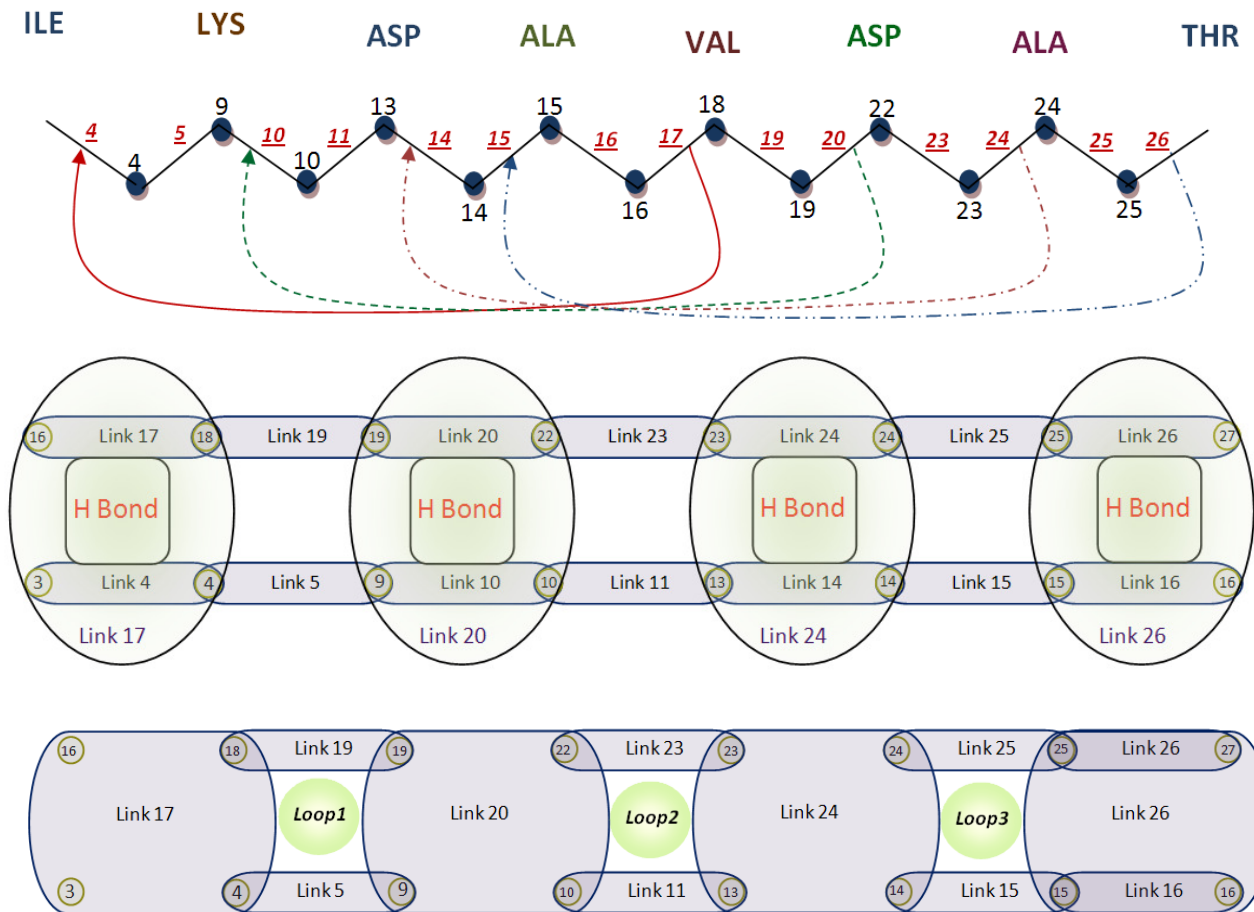 ILE LYS ASP ALA VAL ASP ALA THR
9 13 15 18 22 24
4 5 10 11 14 15 16 17 19 20 23 24 25 26
4 10 14 16 19 23 25
16 Link 17 18 Link 19 19 Link 20 22 Link 23 23 Link 24 24 Link 25 25 Link 26 27
H Bond H Bond H Bond H Bond
3 Link 4 4 Link 5 9 Link 10 10 Link 11 13 Link 14 14 Link 15 15 Link 16 16
Link 17 Link 20 Link 24 Link 26
16 18 Link 19 19 22 Link 23 23 24 Link 25 25 Link 26 27
Link 17 Loop1 Link 20 Loop2 Link 24 Loop3 Link 26
3 4 Link 5 9 10 Link 11 13 14 Link 15 15 Link 16 16